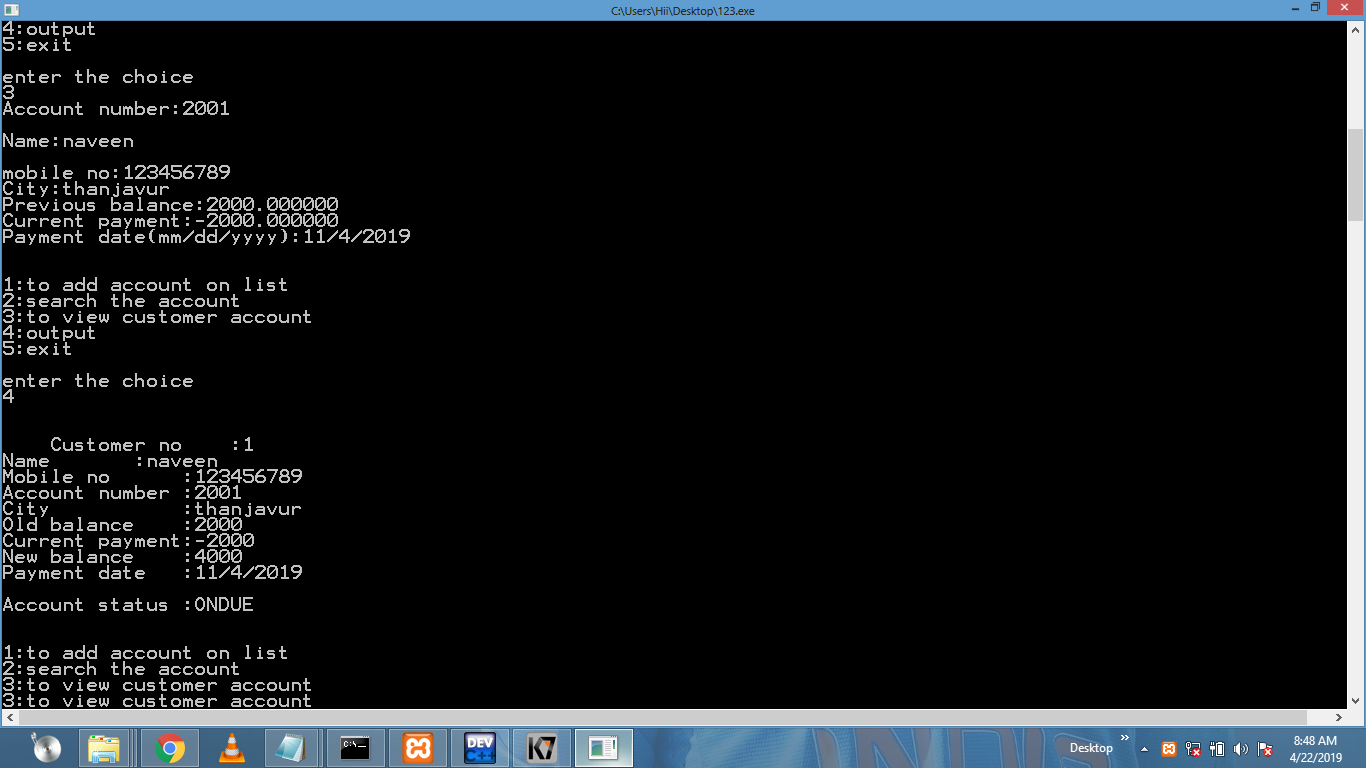 C:\Users\Hii\Desktop\123.exe
4:output
5:exit
enter the choice
3
Account number:2001
Name:naveen
mobile no:123456789
City:thanjavur
Previous balance:2000.000000
Current payment:-2000.000000
Payment date(mm/dd/yyyy):11/4/2019
1:to add account on list
2:search the account
3:to view customer account
4:output
5:exit
enter the choice
4
Customer no    :1
Name       :naveen
Mobile no      :123456789
Account number :2001
City           :thanjavur
Old balance    :2000
Current payment:-2000
New balance    :4000
Payment date   :11/4/2019
Account status :ONDUE
1:to add account on list
2:search the account
3:to view customer account
3:to view customer account
C:\_
DEV
C++
K7
Desktop
8:48 AM
4/22/2019